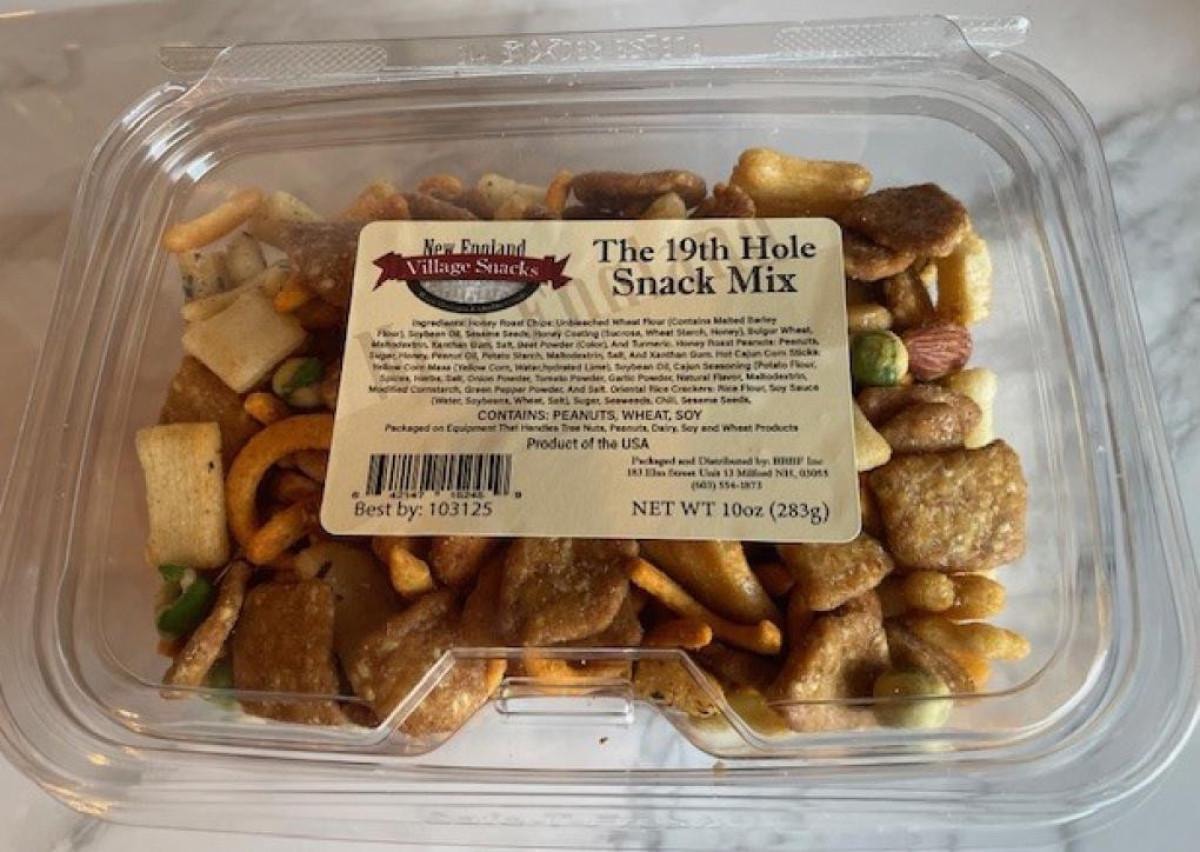 New England
Village Snacks
The 19th Hole
Snack Mix
Ingredients: Honey Roast Chips: Unbleached Wheat Flour (Contains Malted Barley
Flour), Soybean Oil, Sesame Seeds, Honey Coating (Sucrose, Wheat Starch, Honey), Bulgur Wheat,
Maltodextrin, Xanthan Gum, Salt, Beet Powder (Color), And Turmeric. Honey Roast Peanuts: Peanuts,
Sugar, Honey, Peanut Oil, Potato Starch, Maltodextrin, Salt, And Xanthan Gum. Hot Cajun Corn Sticks:
Yellow Corn Masa (Yellow Corn, Water, hydrated Lime), Soybean Oil, Cajun Seasoning (Potato Flour,
Spices, Herbs, Salt, Onion Powder, Tomato Powder, Garlic Powder, Natural Flavor, Maltodextrin,
Modified Cornstarch, Green Pepper Powder, And Salt. Oriental Rice Crackers: Rice Flour, Soy Sauce
(Water, Soybeans, Wheat, Salt), Sugar, Seaweeds, Chili, Sesame Seeds,
CONTAINS: PEANUTS, WHEAT, SOY
Packaged on Equipment That Handles Tree Nuts, Peanuts, Dairy, Soy and Wheat Products
Product of the USA
Packaged and Distributed by: BRBF Inc
183 Elm Street Unit 13 Milford NH, 03055
(603) 554-1873
Best by: 103125
NET WT 10oz (283g)